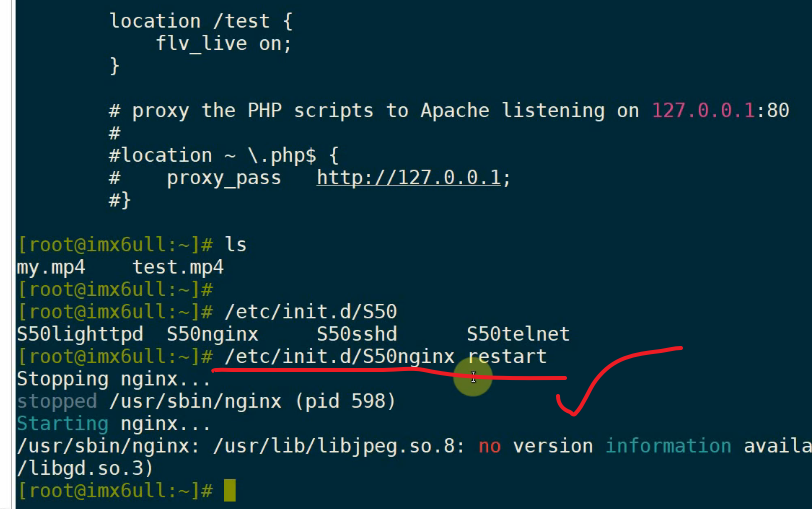 location /test {
flv_live on;
}
# proxy the PHP scripts to Apache listening on 127.0.0.1:80
#
#location ~ \.php$ {
#    proxy_pass   http://127.0.0.1;
#}
[root@imx6ull:~]# ls
my.mp4    test.mp4
[root@imx6ull:~]#
[root@imx6ull:~]# /etc/init.d/S50
S50lighttpd  S50nginx     S50sshd      S50telnet
[root@imx6ull:~]# /etc/init.d/S50nginx restart
Stopping nginx...
stopped /usr/sbin/nginx (pid 598)
Starting nginx...
/usr/sbin/nginx: /usr/lib/libjpeg.so.8: no version information availa
/libgd.so.3)
[root@imx6ull:~]#